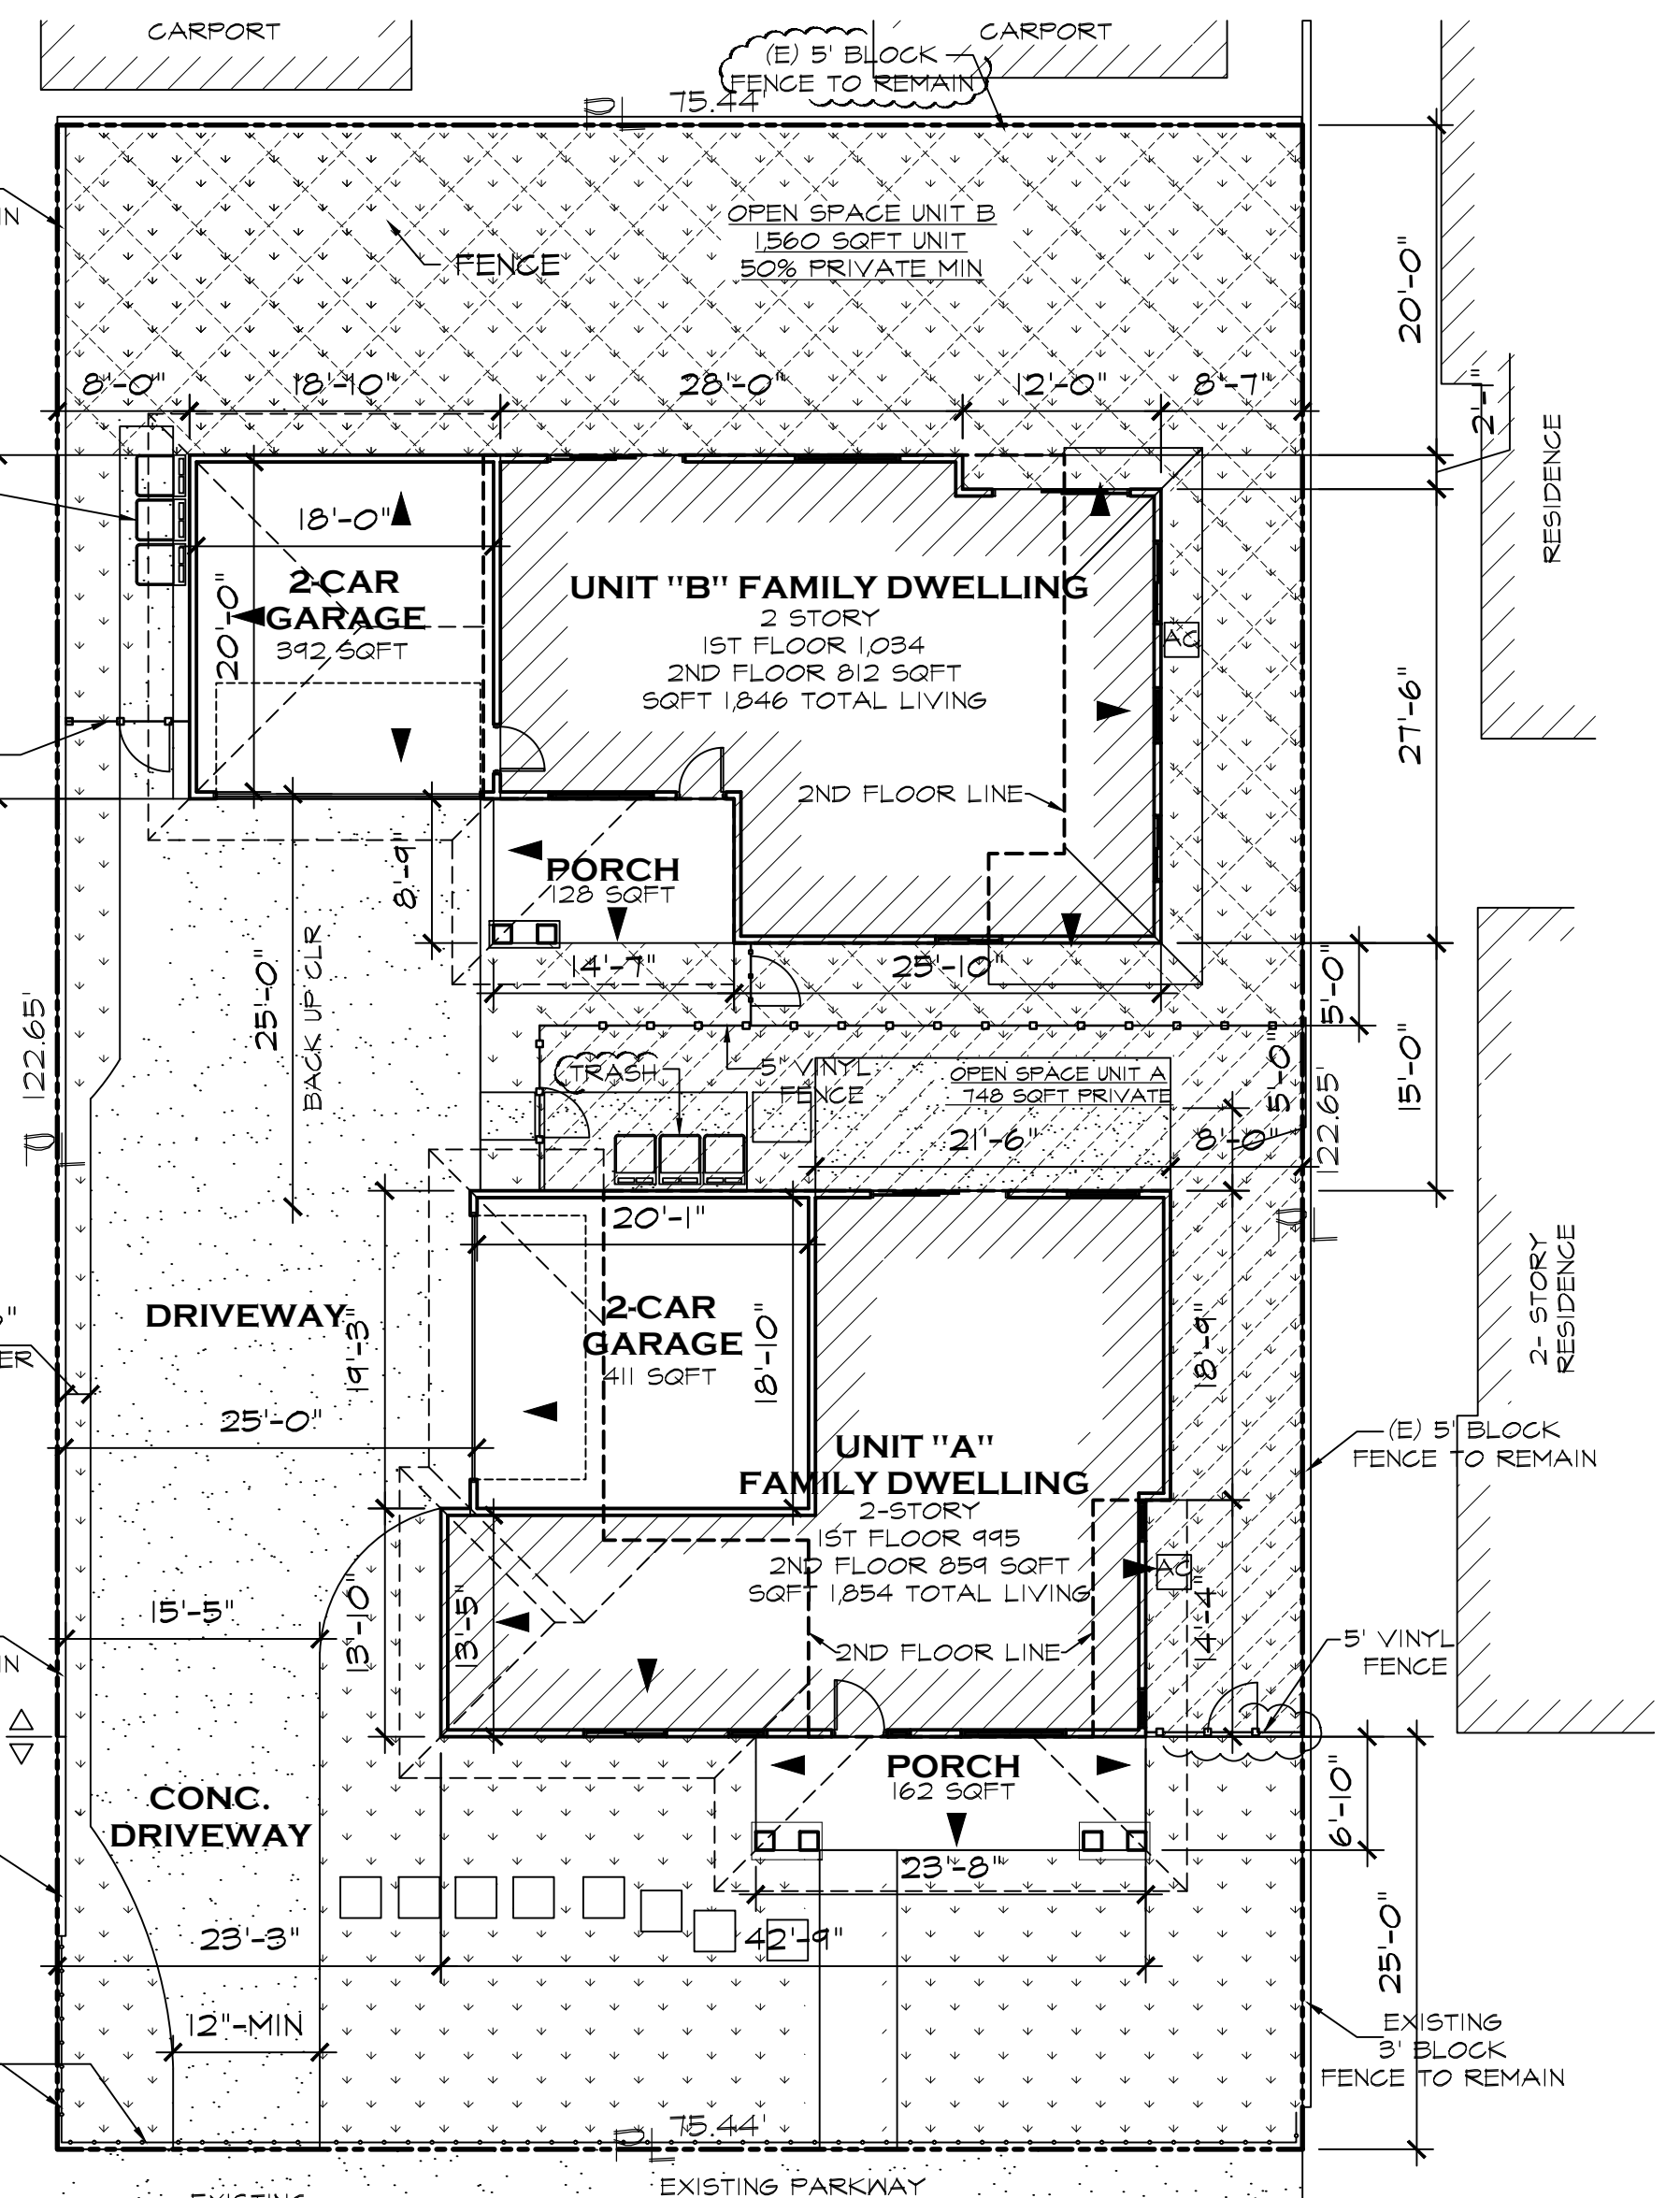 CARPORT
(E) 5' BLOCK
FENCE TO REMAIN
CARPORT
75.44'
OPEN SPACE UNIT B
1,560 SQFT UNIT
50% PRIVATE MIN
FENCE
IN
20'-0"
8'-0"
18'-10"
28'-0"
12'-0"
8'-7"
2'-1"
RESIDENCE
18'-0"
2-CAR
GARAGE
392 SQFT
20'-0"
UNIT "B" FAMILY DWELLING
2 STORY
1ST FLOOR 1,034
2ND FLOOR 812 SQFT
SQFT 1,846 TOTAL LIVING
AC
27'-6"
2ND FLOOR LINE
8'-9"
PORCH
128 SQFT
25'-0"
BACK UP CLR
14'-7"
25'-10"
5'-0"
122.65'
TRASH
5' VINYL
FENCE
OPEN SPACE UNIT A
748 SQFT PRIVATE
5'-0"
15'-0"
21'-6"
8'-0"
122.65'
20'-1"
DRIVEWAY
2-CAR
GARAGE
411 SQFT
19'-3"
18'-10"
18'-9"
2- STORY
RESIDENCE
ER
25'-0"
UNIT "A"
FAMILY DWELLING
2-STORY
1ST FLOOR 995
2ND FLOOR 859 SQFT
SQFT 1,854 TOTAL LIVING
(E) 5' BLOCK
FENCE TO REMAIN
AC
15'-5"
13'-10"
13'-5"
14'-4"
2ND FLOOR LINE
5' VINYL
FENCE
IN
PORCH
162 SQFT
CONC.
DRIVEWAY
6'-10"
23'-8"
23'-3"
42'-9"
25'-0"
12"-MIN
EXISTING
3' BLOCK
FENCE TO REMAIN
75.44'
EXISTING PARKWAY
EXISTING